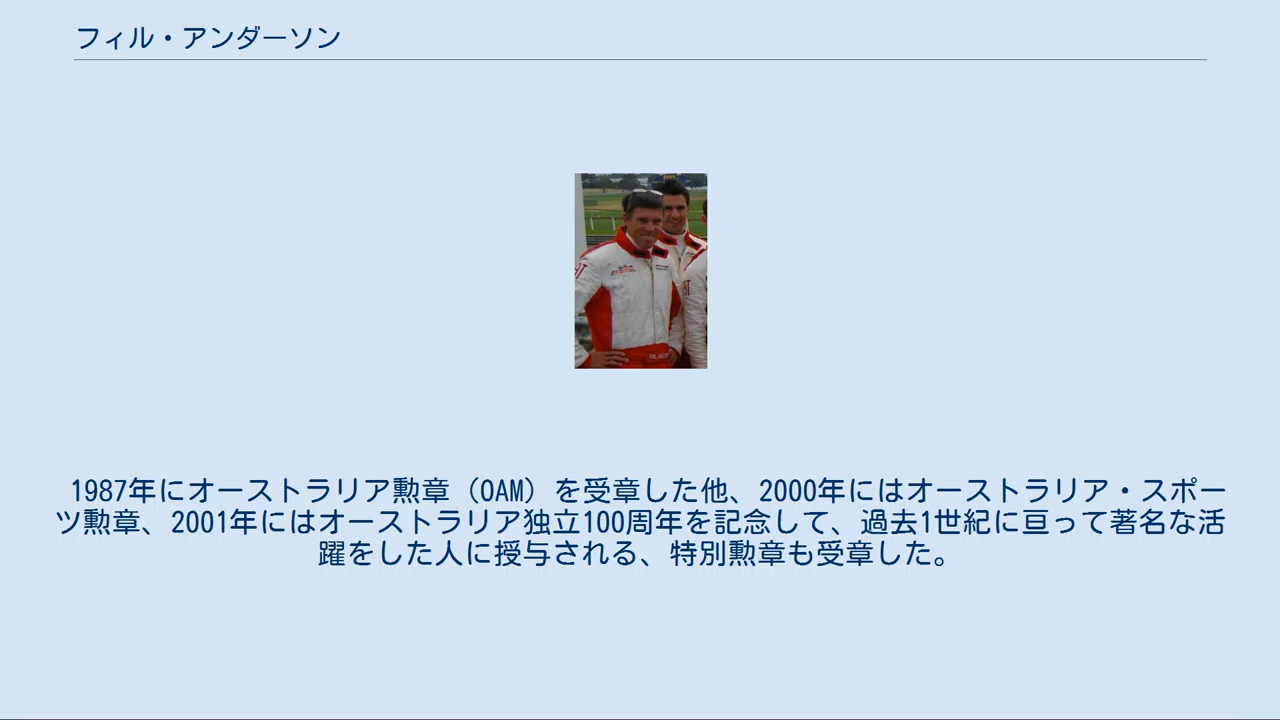 フィル・アンダーソン
1987年にオーストラリア勲章（OAM）を受章した他、2000年にはオーストラリア・スポー
ツ勲章、2001年にはオーストラリア独立100周年を記念して、過去1世紀に亘って著名な活
躍をした人に授与される、特別勲章も受章した。